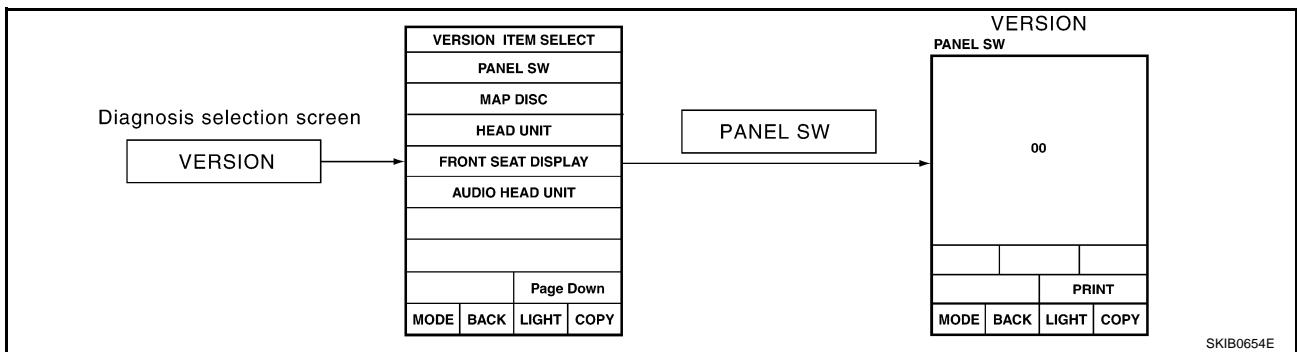 Diagnosis selection screen
VERSION
VERSION ITEM SELECT
PANEL SW
MAP DISC
HEAD UNIT
FRONT SEAT DISPLAY
AUDIO HEAD UNIT
Page Down
MODE BACK LIGHT COPY
PANEL SW
VERSION
PANEL SW
00
PRINT
MODE BACK LIGHT COPY
SKIB0654E